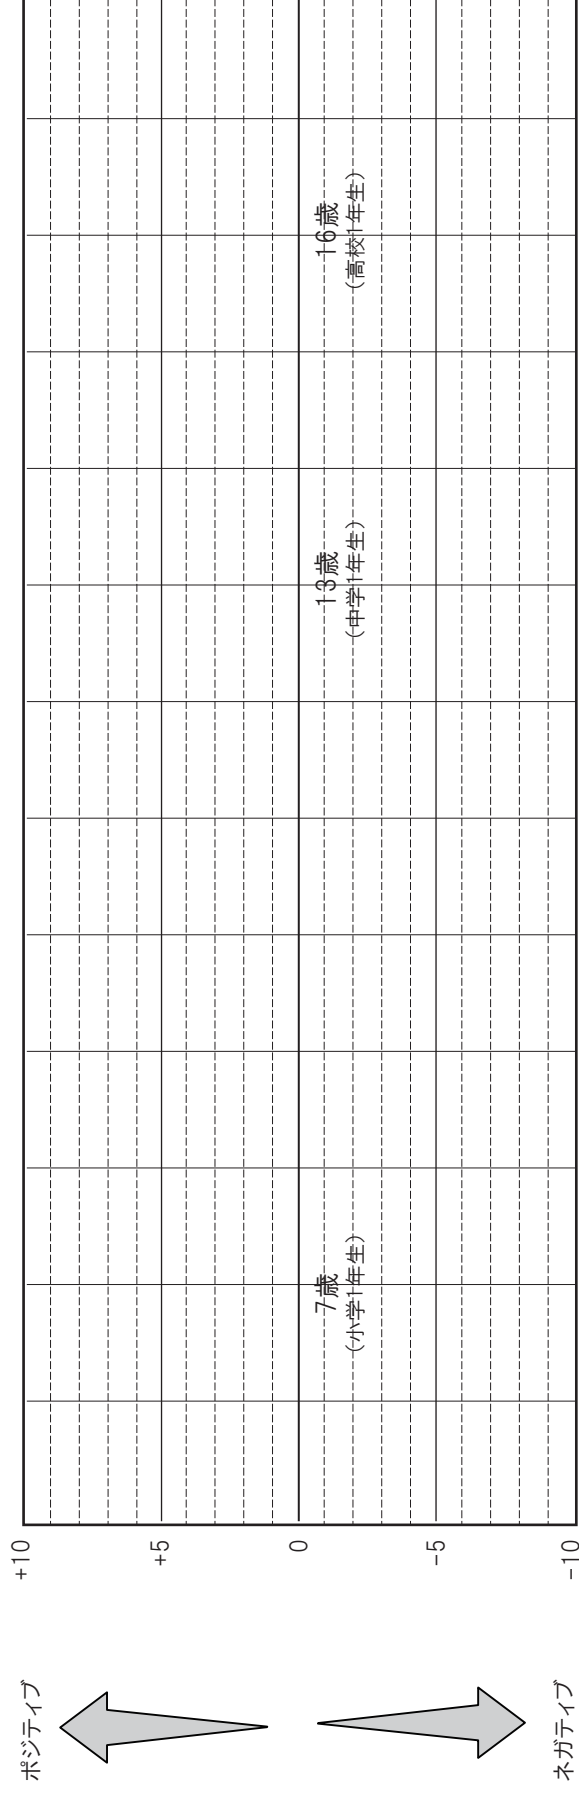 ポジティブ
+10
+5
0
-5
-10
ネガティブ
7歳
(小学1年生)
13歳
(中学1年生)
16歳
(高校1年生)